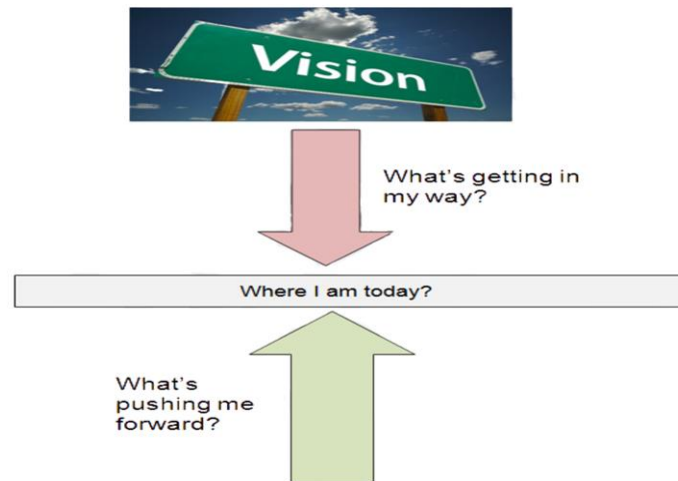 Vision
What's getting in
my way?
Where I am today?
What's
pushing me
forward?